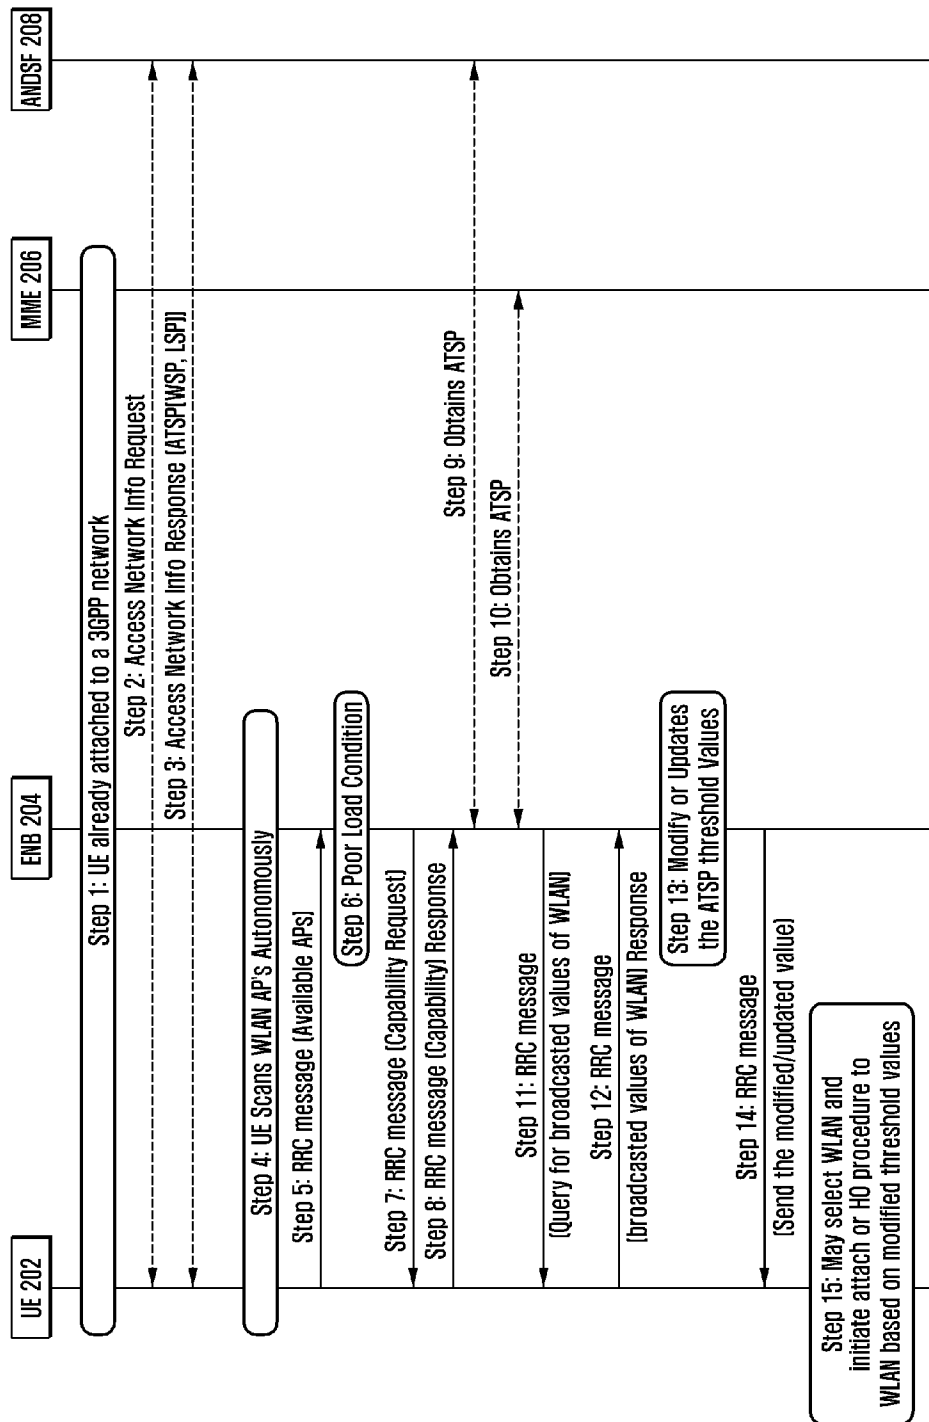 UE 202
ENB 204
MME 206
ANDSF 208
Step 1: UE already attached to a 3GPP network
Step 2: Access Network Info Request
Step 3: Access Network Info Response [ATSP[WSP, LSP]]
Step 4: UE Scans WLAN AP's Autonomously
Step 5: RRC message [Available APs]
Step 6: Poor Load Condition
Step 7: RRC message [Capability Request]
Step 8: RRC message [Capability] Response
Step 9: Obtains ATSP
Step 10: Obtains ATSP
Step 11: RRC message
[Query for broadcasted values of WLAN]
Step 12: RRC message
[broadcasted values of WLAN] Response
Step 13: Modify or Updates
the ATSP threshold Values
Step 14: RRC message
[Send the modified/updated value]
Step 15: May select WLAN and
initiate attach or HO procedure to
WLAN based on modified threshold values